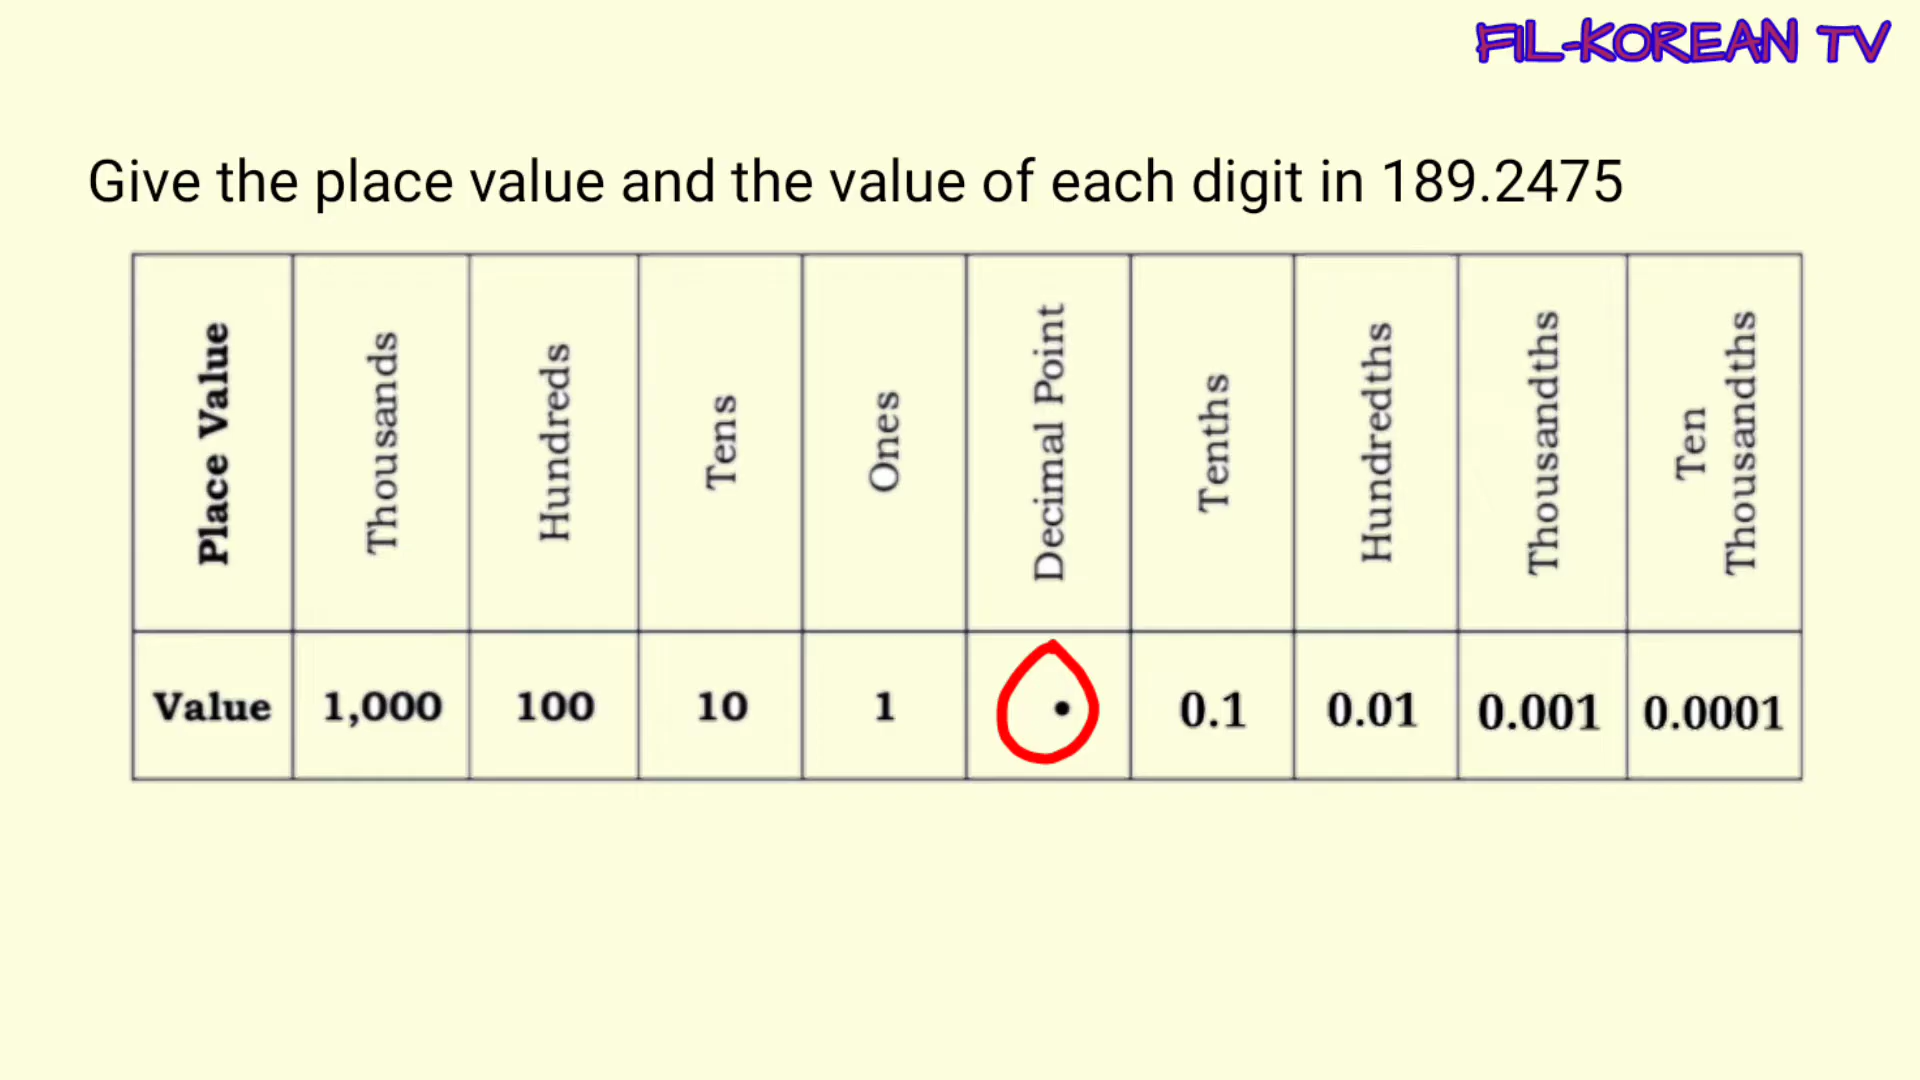 FIL-KOREAN TV
Give the place value and the value of each digit in 189.2475
Place Value Thousands Hundreds Tens Ones Decimal Point Tenths Hundredths Thousandths Ten Thousandths
Value 1,000 100 10 1 . 0.1 0.01 0.001 0.0001